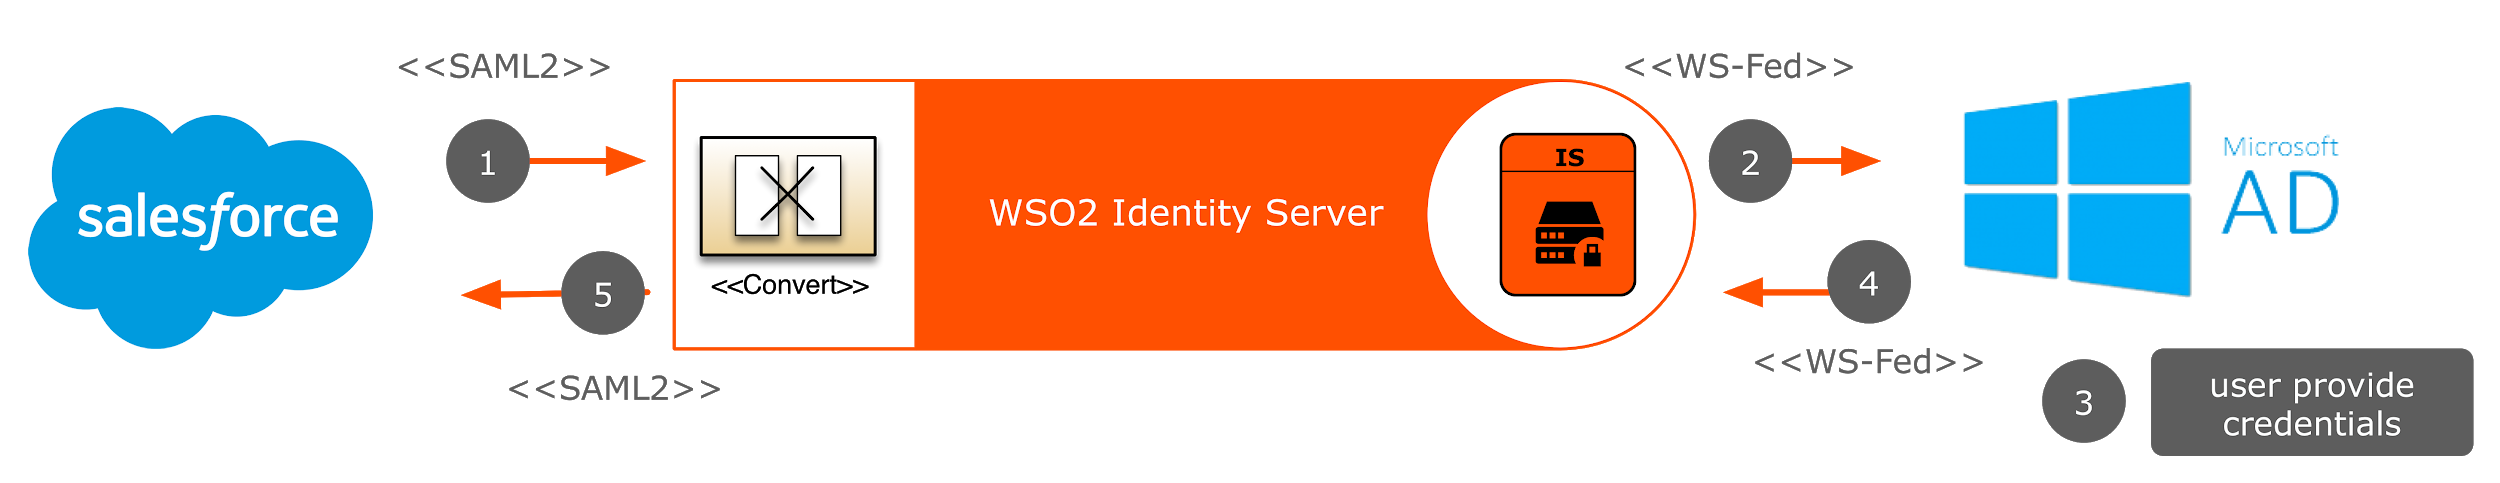 <<SAML2>>
1
salesforce
5
<<SAML2>>
<<Convert>>
WSO2 Identity Server
IS
<<WS-Fed>>
2
Microsoft
AD
4
<<WS-Fed>>
3
user provide
credentials